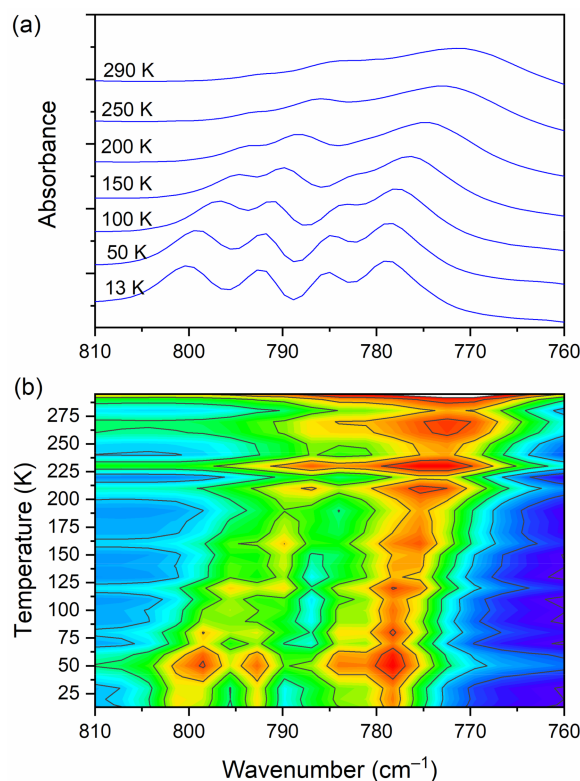 (a)
Absorbance
290 K
250 K
200 K
150 K
100 K
50 K
13 K
810 800 790 780 770 760
(b)
Temperature (K)
275
250
225
200
175
150
125
100
75
50
25
810 800 790 780 770 760
Wavenumber (cm⁻¹)